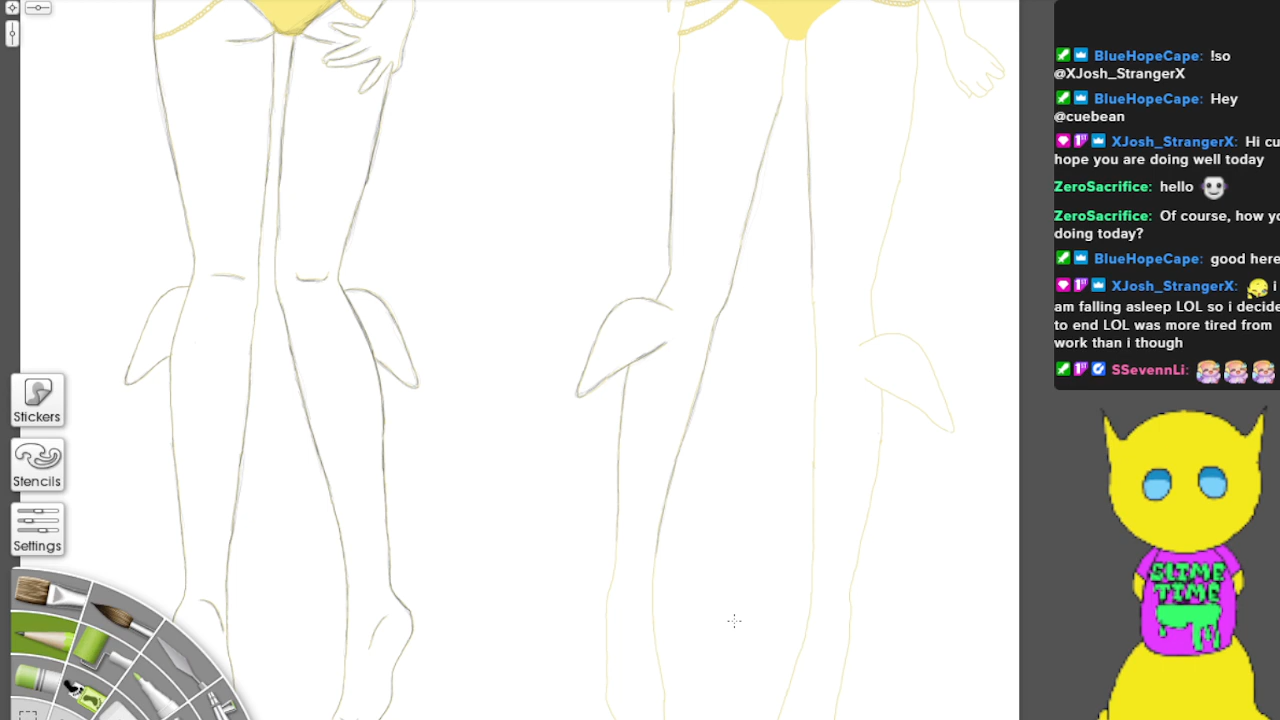 BlueHopeCape: !so
@XJosh_StrangerX
BlueHopeCape: Hey
@cuebean
XJosh_StrangerX: Hi cu
hope you are doing well today
ZeroSacrifice: hello
ZeroSacrifice: Of course, how yo
doing today?
BlueHopeCape: good here
XJosh_StrangerX: i
am falling asleep LOL so i decide
to end LOL was more tired from
work than i though
SSevennLi:
Stickers
Stencils
Settings
SLIME
TIME